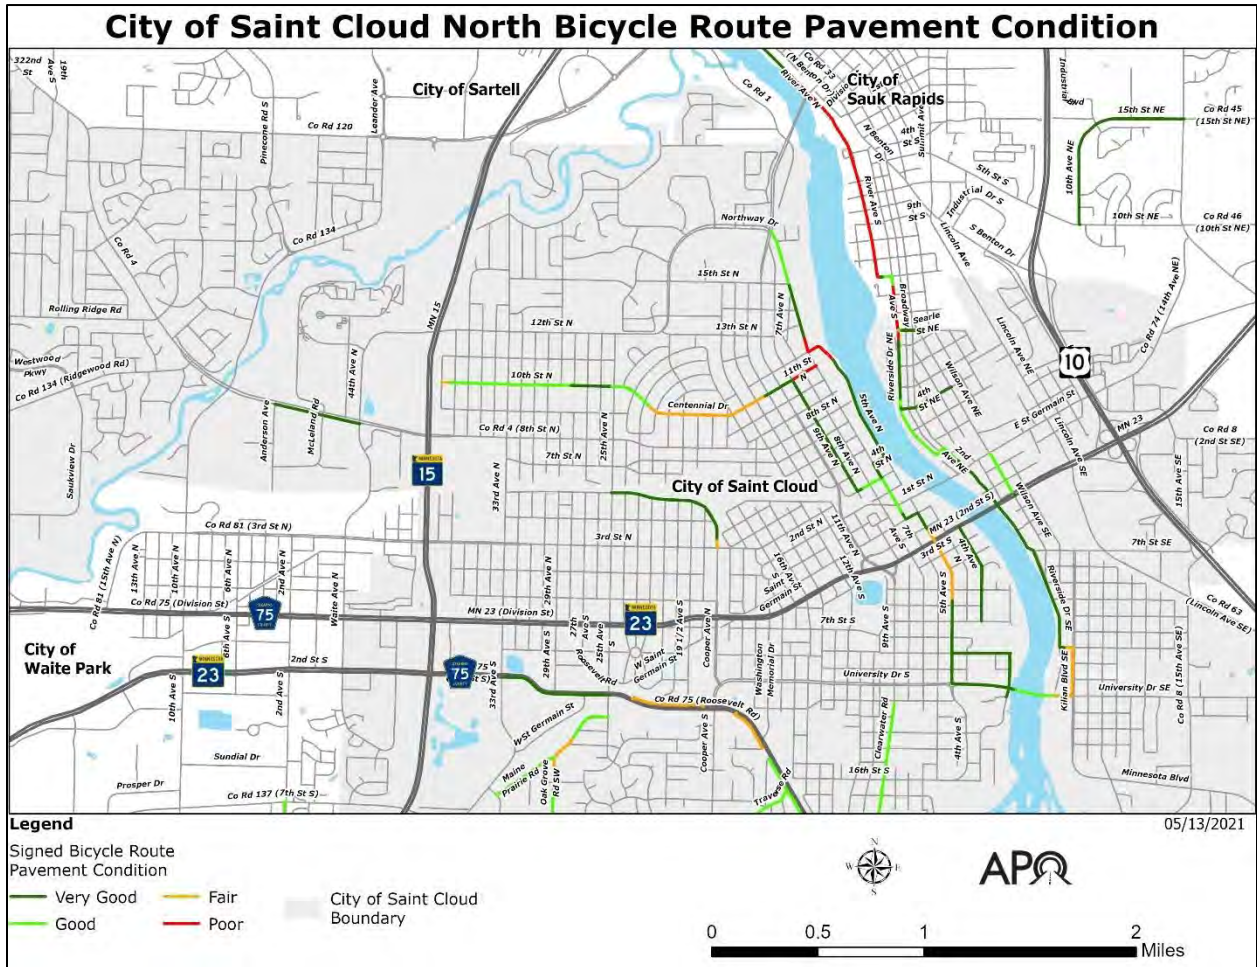 City of Saint Cloud North Bicycle Route Pavement Condition
322nd
St
19th
Ave S
Pinecone Rd S
Leander Ave
City of Sartell
Co Rd 120
Co Rd 1
River Ave N
Co Rd 33
(N Benton Dr)
Division St
City of
Sauk Rapids
Summit Ave
4th
St S
N Benton
Dr
5th St S
Industrial
Blvd
15th St NE
Co Rd 45
(15th St NE)
10th Ave NE
10th St NE
Co Rd 46
(10th St NE)
Industrial Dr S
S Benton Dr
Lincoln Ave
River Ave S
9th
St S
Northway Dr
Co Rd 134
Co Rd 4
MN 15
15th St N
Rolling Ridge Rd
12th St N
13th St N
7th Ave N
Broadway
Ave S
Searle
St NE
Co Rd 74 (14th Ave NE)
Lincoln Ave NE
Westwood
Pkwy
Co Rd 134 (Ridgewood Rd)
44th Ave N
10th St N
11th St
N
Riverside Dr NE
Wilson Ave NE
4th
St NE
10
Anderson Ave
McLeland Rd
Centennial Dr
8th St N
5th Ave N
E St Germain St
MN 23
Co Rd 4 (8th St N)
25th Ave N
9th Ave N
8th Ave N
4th
St N
2nd
Ave NE
Lincoln Ave SE
Co Rd 8
(2nd St SE)
Saukview Dr
MINNESOTA
15
7th St N
33rd Ave N
City of Saint Cloud
1st St N
Wilson Ave SE
15th Ave SE
MN 23 (2nd St S)
Co Rd 81 (3rd St N)
3rd St N
2nd St N
11th Ave N
7th
Ave S
3rd St S
4th Ave
N
7th St SE
Co Rd 81 (15th Ave N)
13th Ave N
10th Ave N
6th Ave N
2nd Ave N
Waite Ave
29th Ave N
16th Ave
S
Saint
Germain St
12th Ave S
Riverside Dr SE
Co Rd 63
(Lincoln Ave SE)
Co Rd 75 (Division St)
75
MN 23 (Division St)
MINNESOTA
23
7th St S
9th Ave S
5th Ave S
City of
Waite Park
MINNESOTA
23
6th Ave S
2nd St S
75
29th Ave S
27th
Ave S
25th Ave
S
Roosevelt Rd
W Saint
Germain St
19 1/2 Ave S
Cooper Ave N
Washington
Memorial Dr
University Dr S
Kilian Blvd SE
University Dr SE
Co Rd 8 (15th Ave SE)
10th Ave S
2nd Ave S
33rd Ave S
Co Rd 75 (Roosevelt Rd)
W St Germain St
Cooper Ave S
Clearwater Rd
4th Ave S
Sundial Dr
Maine
Prairie Rd
Oak Grove
Rd SW
Traverse Rd
16th St S
Minnesota Blvd
Prosper Dr
Co Rd 137 (7th St S)
05/13/2021
Legend
Signed Bicycle Route
Pavement Condition
Very Good
Fair
Good
Poor
City of Saint Cloud
Boundary
N
W
E
S
APO
0
0.5
1
2
Miles